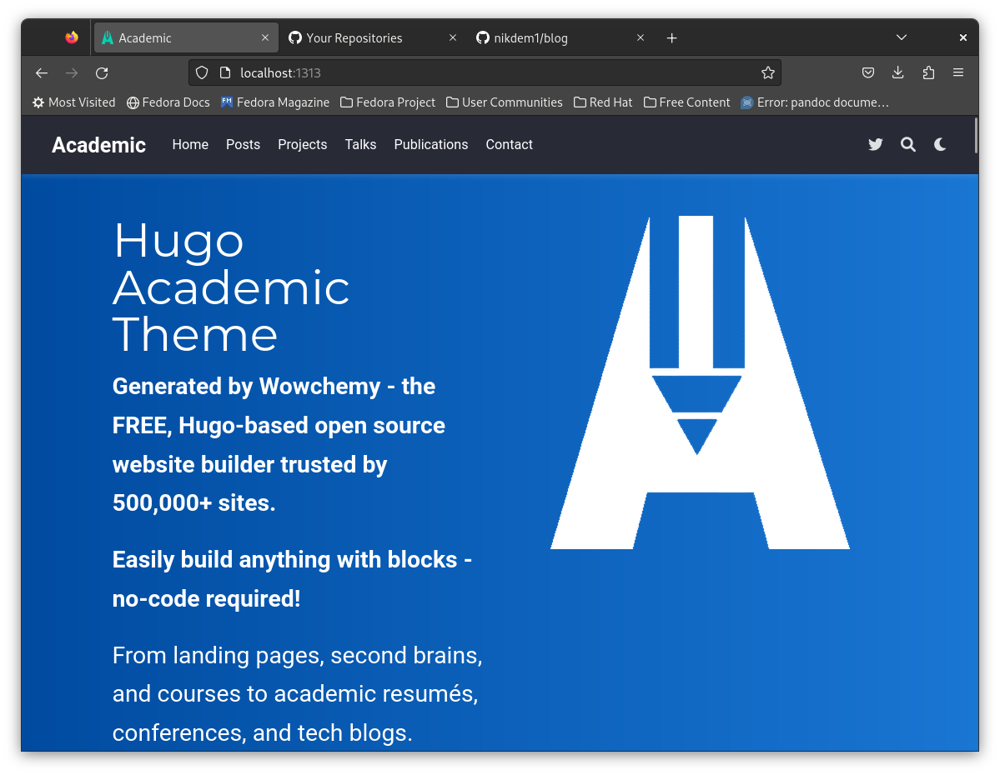 Academic
Your Repositories
nikdem1/blog
localhost:1313
Most Visited
Fedora Docs
Fedora Magazine
Fedora Project
User Communities
Red Hat
Free Content
Error: pandoc docume…
Academic
Home
Posts
Projects
Talks
Publications
Contact
Hugo
Academic
Theme
Generated by Wowchemy - the
FREE, Hugo-based open source
website builder trusted by
500,000+ sites.
Easily build anything with blocks -
no-code required!
From landing pages, second brains,
and courses to academic resumés,
conferences, and tech blogs.